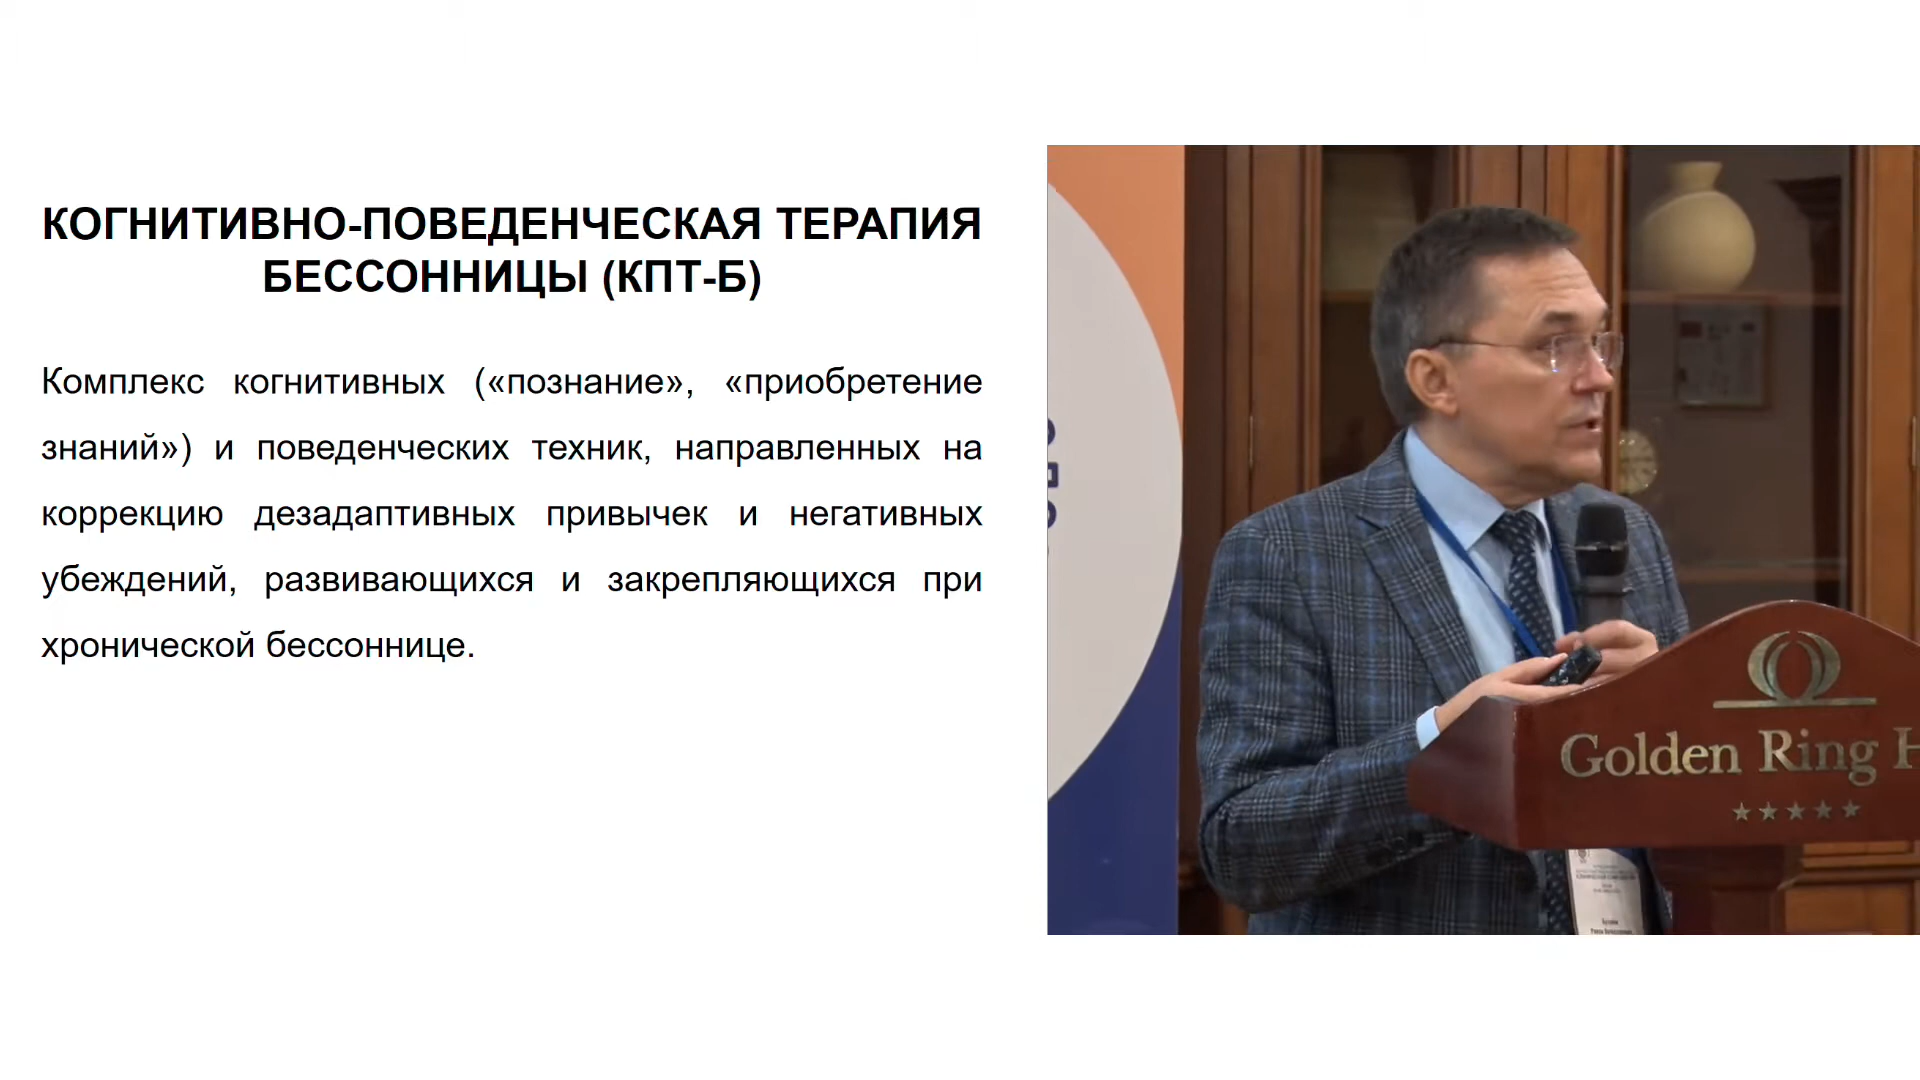 КОГНИТИВНО-ПОВЕДЕНЧЕСКАЯ ТЕРАПИЯ
БЕССОННИЦЫ (КПТ-Б)
Комплекс когнитивных («познание», «приобретение
знаний») и поведенческих техник, направленных на
коррекцию дезадаптивных привычек и негативных
убеждений, развивающихся и закрепляющихся при
хронической бессоннице.
Golden Ring H